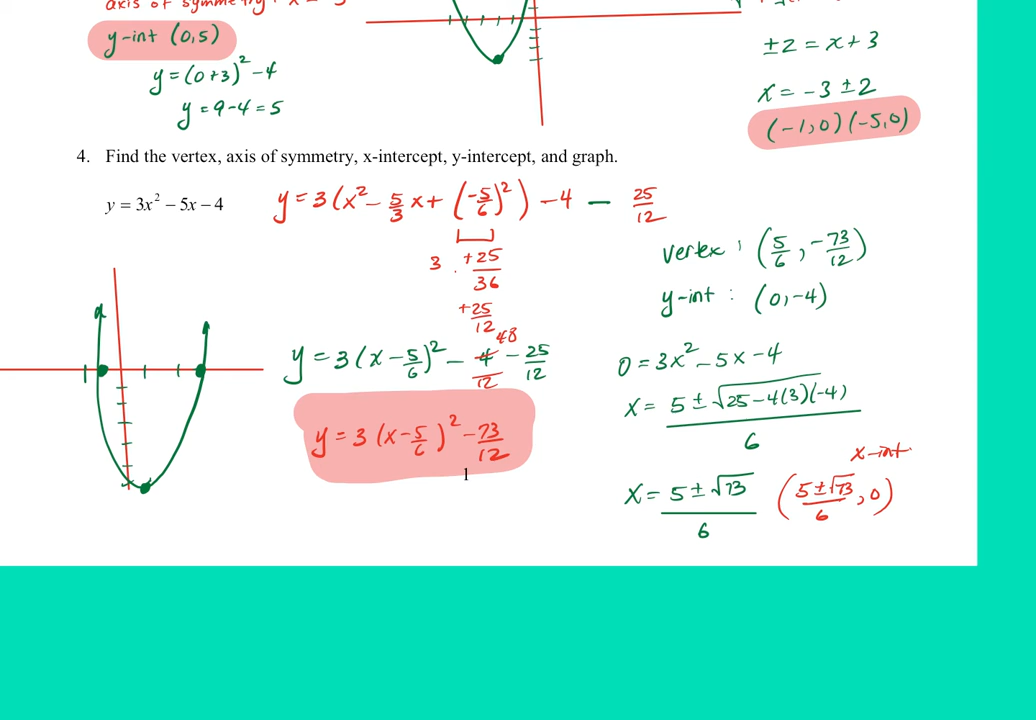 axis of symmetry: x =
y-int (0,5)
y = (0+3)² - 4
y = 9-4 = 5
±2 = x + 3
x = -3 ± 2
(-1,0) (-5,0)
4. Find the vertex, axis of symmetry, x-intercept, y-intercept, and graph.
y = 3x² - 5x - 4
y = 3(x² - 5/3 x + (-5/6)²) - 4 - 25/12
3 · +25/36
+25/12
y = 3(x - 5/6)² - 4 48/12 - 25/12
y = 3(x - 5/6)² - 73/12
vertex : (5/6, -73/12)
y-int : (0,-4)
0 = 3x² - 5x - 4
x = 5 ± √25-4(3)(-4) / 6
x-int.
x = 5 ± √73 / 6 (5±√73 / 6, 0)
1